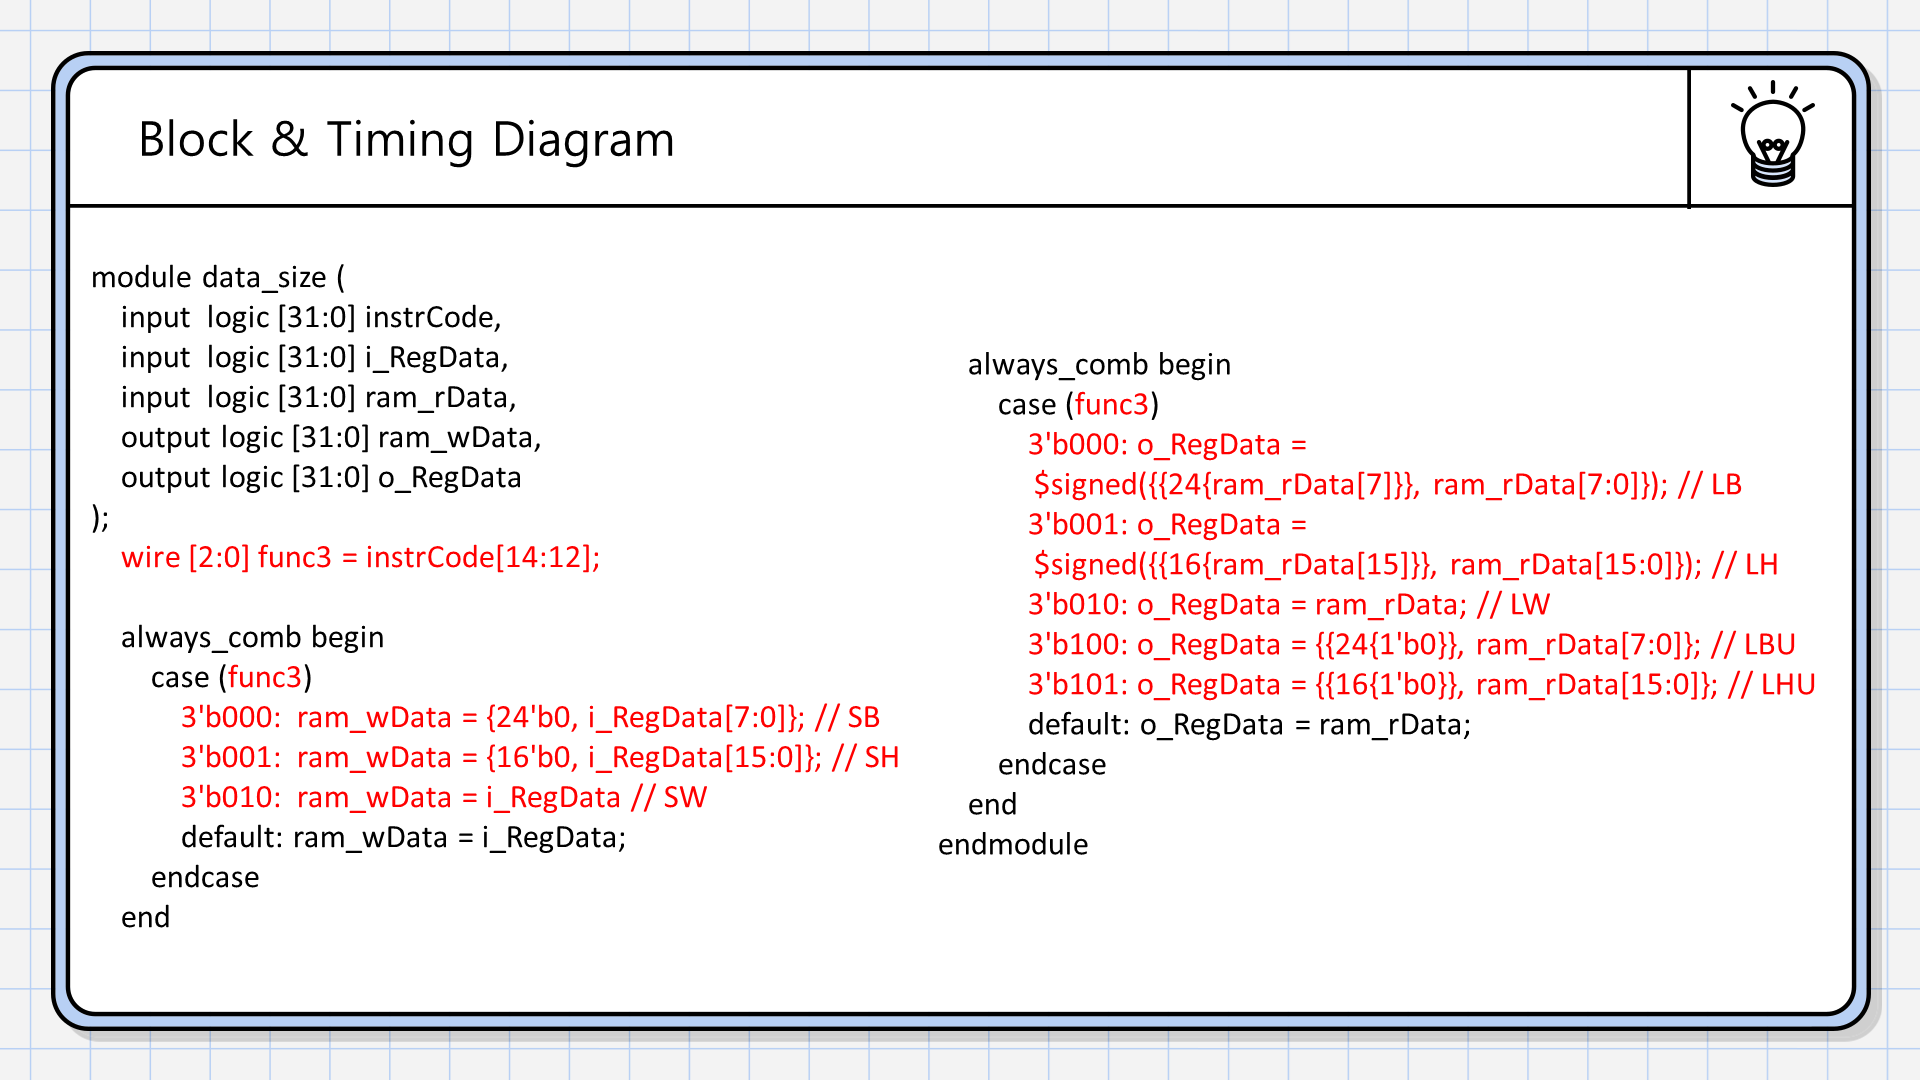 Block & Timing Diagram
module data_size (
input  logic [31:0] instrCode,
input  logic [31:0] i_RegData,
input  logic [31:0] ram_rData,
output logic [31:0] ram_wData,
output logic [31:0] o_RegData
);
wire [2:0] func3 = instrCode[14:12];
always_comb begin
case (func3)
3'b000:  ram_wData = {24'b0, i_RegData[7:0]}; // SB
3'b001:  ram_wData = {16'b0, i_RegData[15:0]}; // SH
3'b010:  ram_wData = i_RegData // SW
default: ram_wData = i_RegData;
endcase
end
always_comb begin
case (func3)
3'b000: o_RegData =
$signed({{24{ram_rData[7]}}, ram_rData[7:0]}); // LB
3'b001: o_RegData =
$signed({{16{ram_rData[15]}}, ram_rData[15:0]}); // LH
3'b010: o_RegData = ram_rData; // LW
3'b100: o_RegData = {{24{1'b0}}, ram_rData[7:0]}; // LBU
3'b101: o_RegData = {{16{1'b0}}, ram_rData[15:0]}; // LHU
default: o_RegData = ram_rData;
endcase
end
endmodule